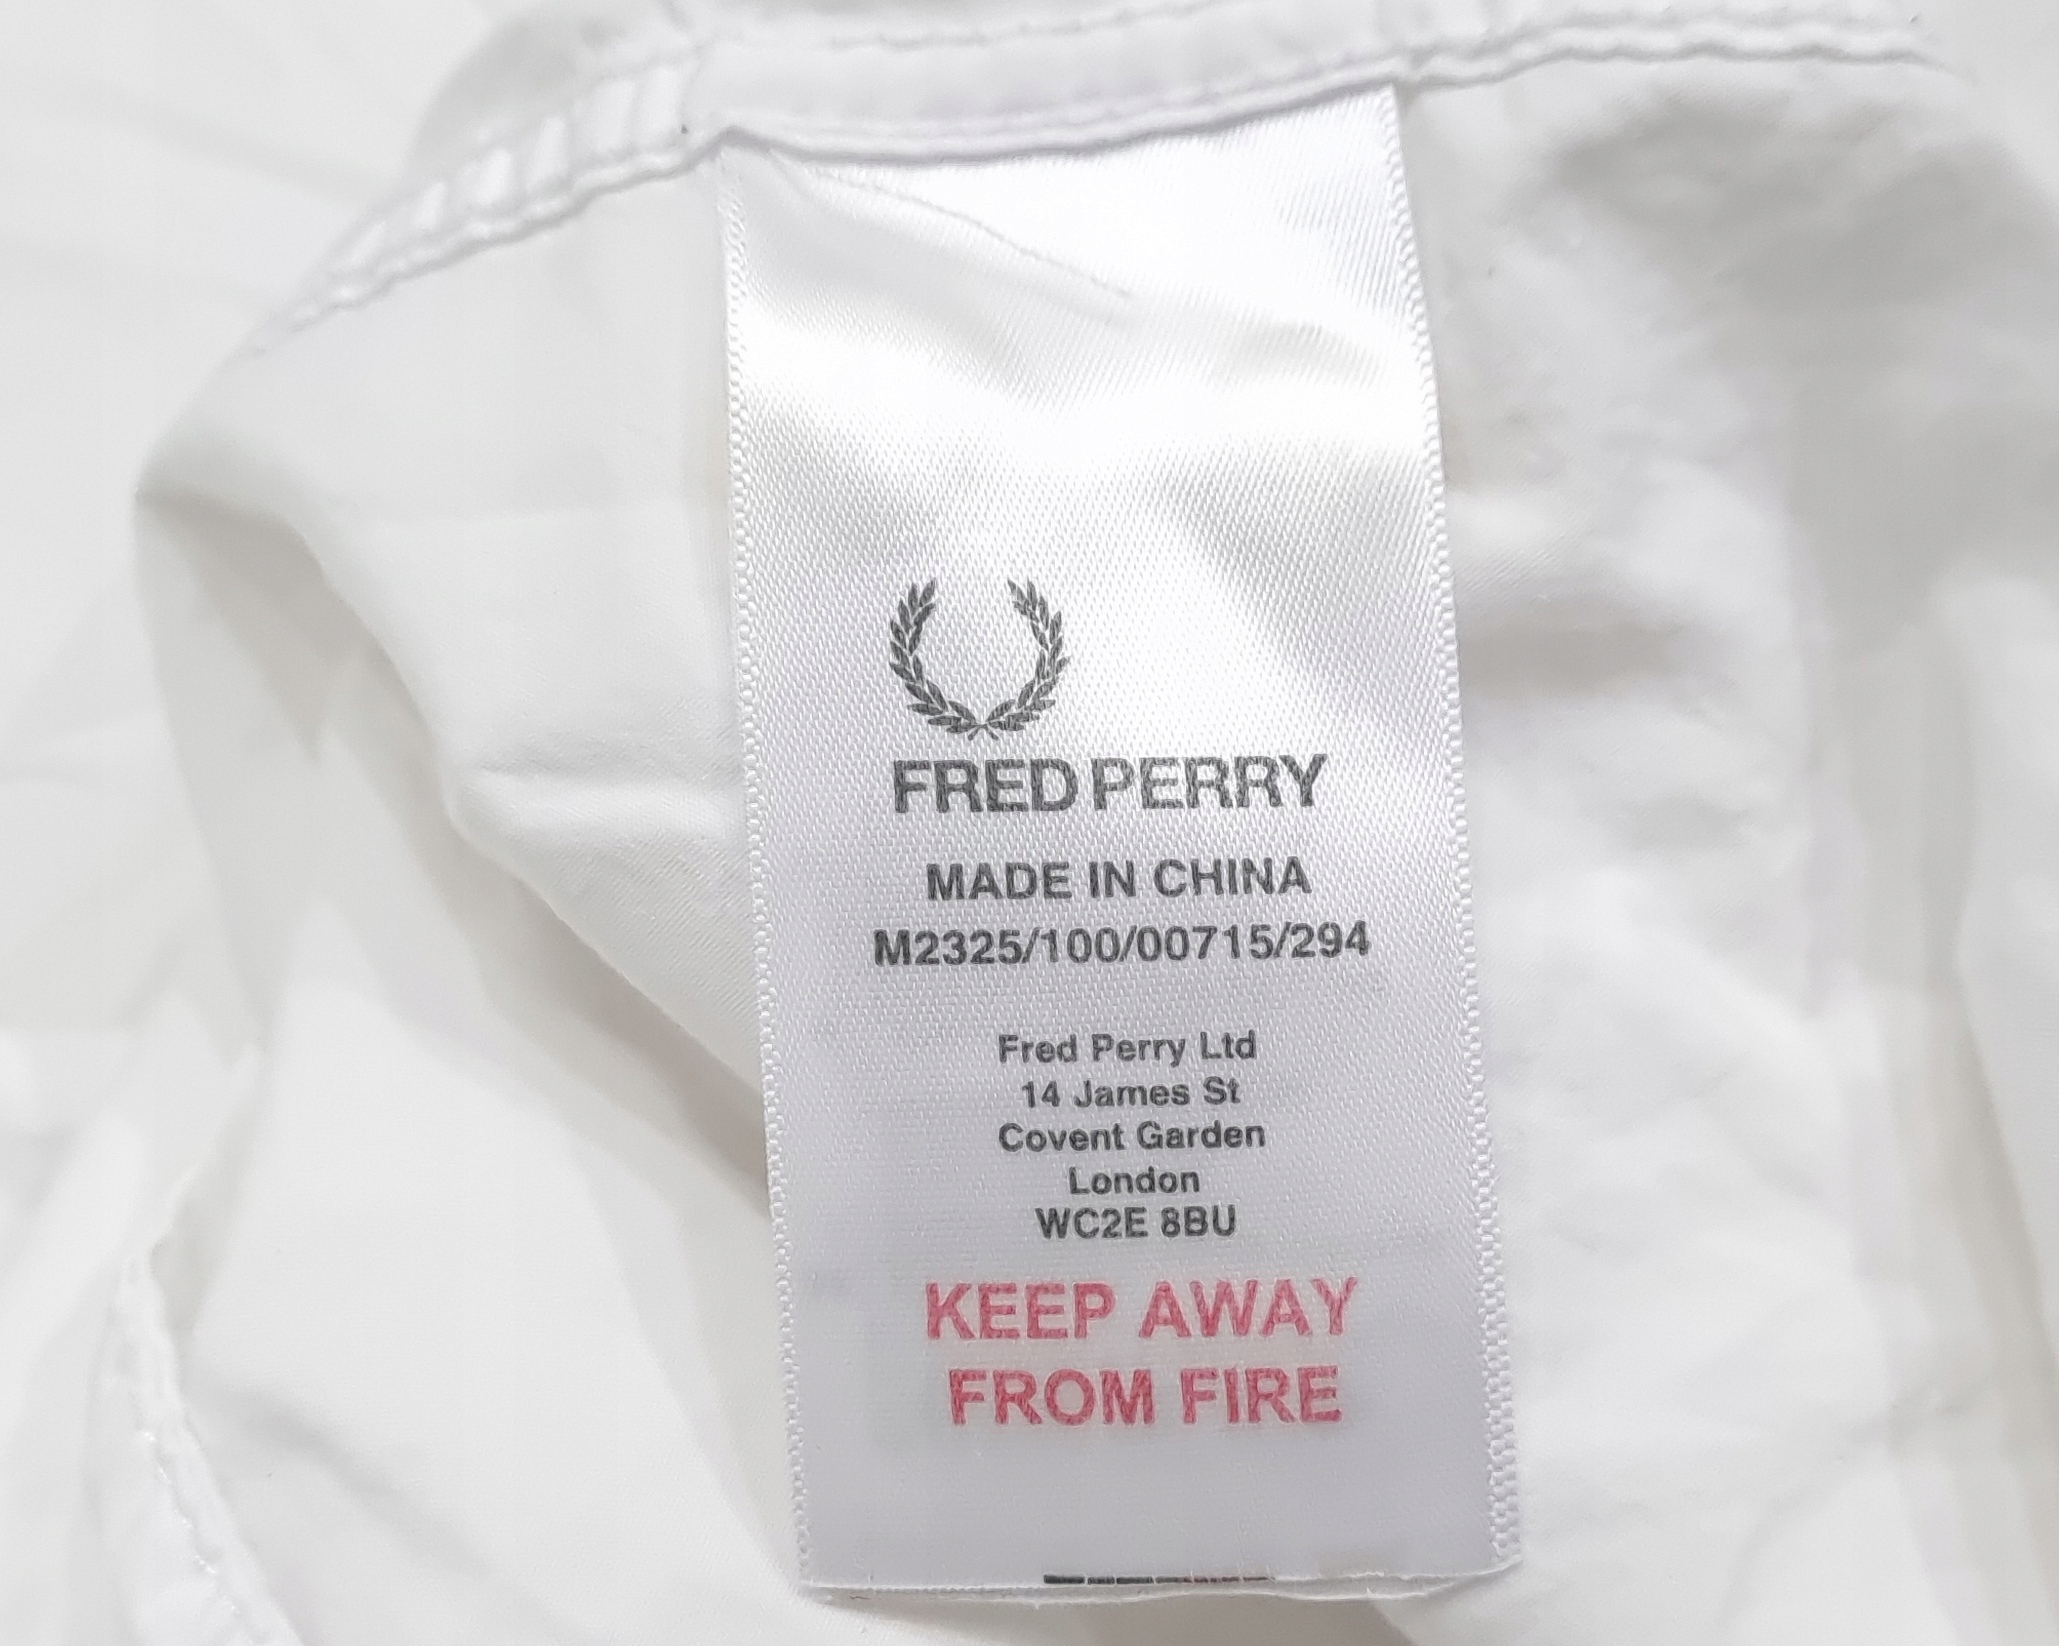 FRED PERRY
MADE IN CHINA
M2325/100/00715/294
Fred Perry Ltd
14 James St
Covent Garden
London
WC2E 8BU
KEEP AWAY
FROM FIRE